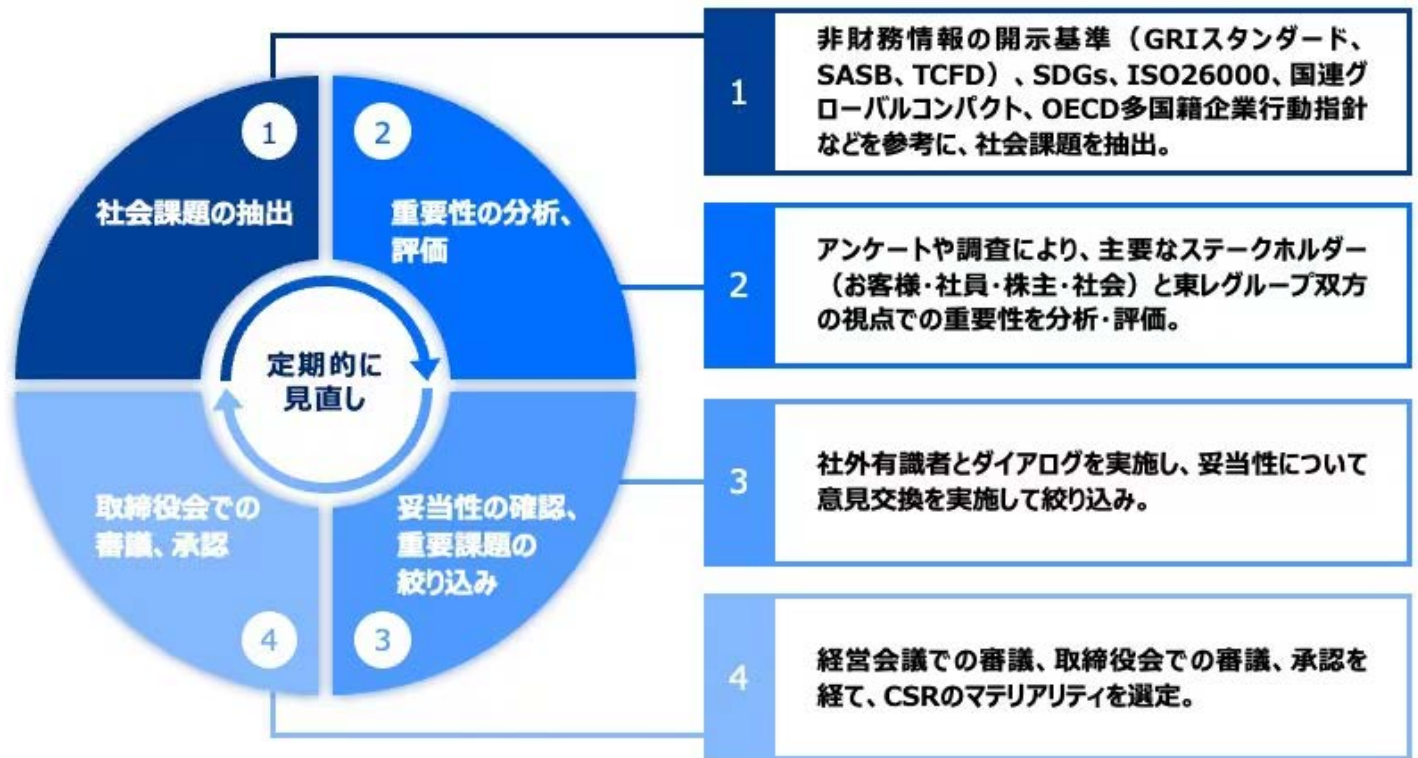 1
社会課題の抽出
2
重要性の分析、
評価
定期的に
見直し
取締役会での
審議、承認
4
妥当性の確認、
重要課題の
絞り込み
3
1
非財務情報の開示基準（GRIスタンダード、
SASB、TCFD）、SDGs、ISO26000、国連グ
ローバルコンパクト、OECD多国籍企業行動指針
などを参考に、社会課題を抽出。
2
アンケートや調査により、主要なステークホルダー
（お客様・社員・株主・社会）と東レグループ双方
の視点での重要性を分析・評価。
3
社外有識者とダイアログを実施し、妥当性について
意見交換を実施して絞り込み。
4
経営会議での審議、取締役会での審議、承認を
経て、CSRのマテリアリティを選定。